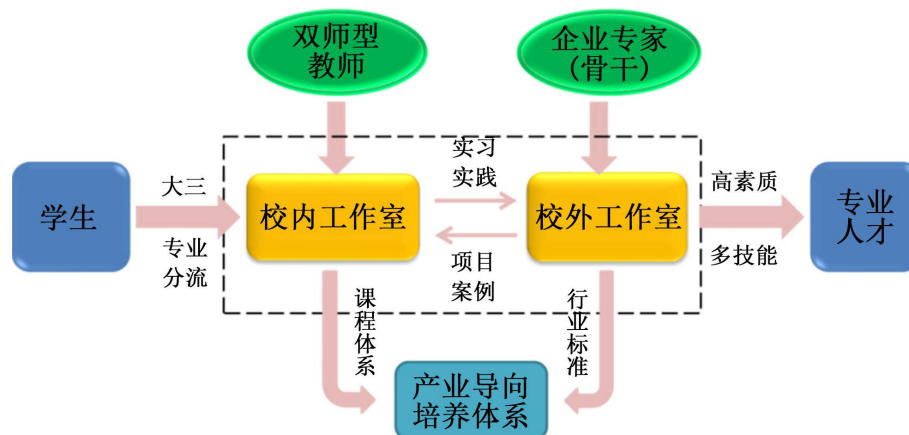 双师型
教师
企业专家
(骨干)
学生
大三
专业
分流
校内工作室
实习
实践
项目
案例
校外工作室
高素质
多技能
专业
人才
课程体系
行业标准
产业导向
培养体系